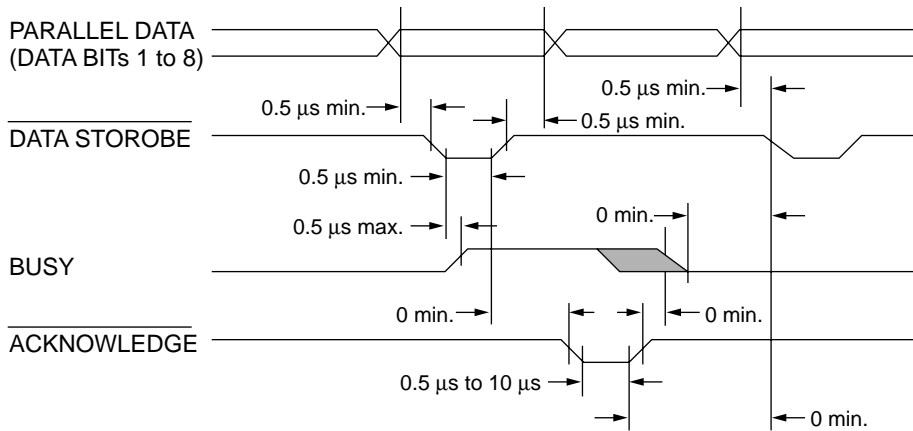 PARALLEL DATA
(DATA BITs 1 to 8)
0.5 μs min.
0.5 μs min.
0.5 μs min.
DATA STOROBE
0.5 μs min.
0.5 μs max.
0 min.
BUSY
0 min.
0 min.
ACKNOWLEDGE
0.5 μs to 10 μs
0 min.